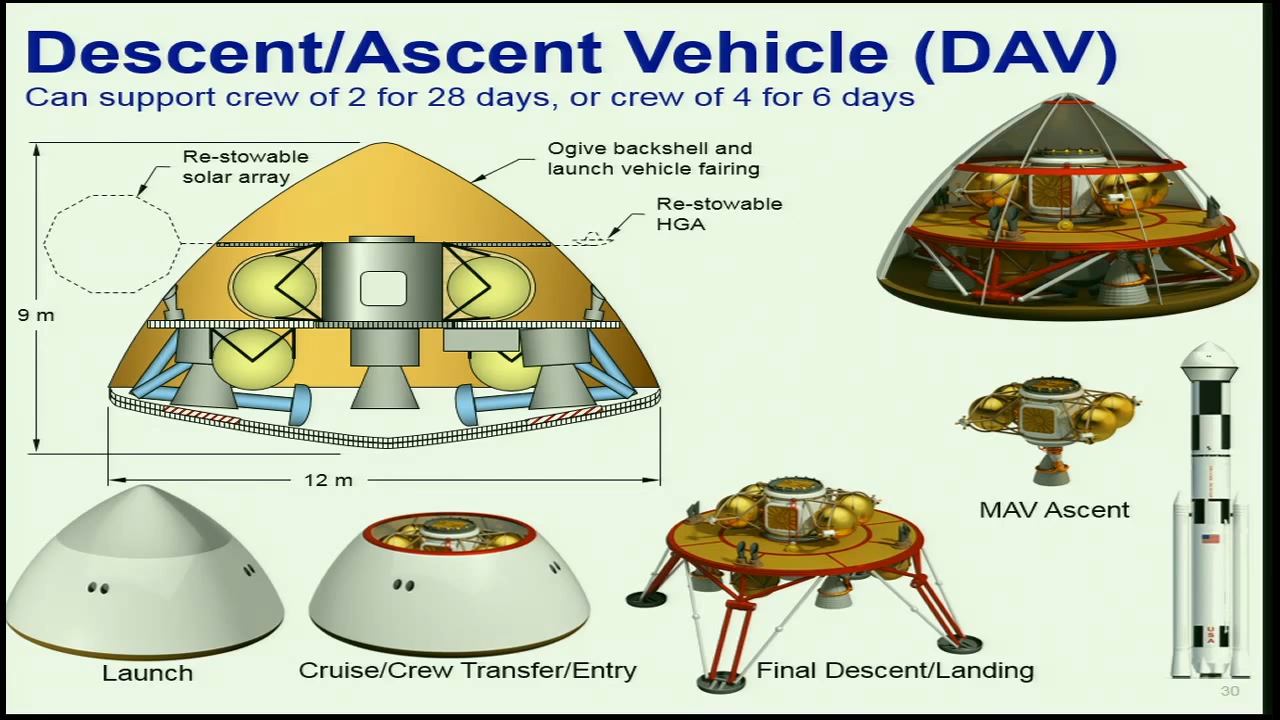 Descent/Ascent Vehicle (DAV)
Can support crew of 2 for 28 days, or crew of 4 for 6 days
Re-stowable
solar array
Ogive backshell and
launch vehicle fairing
Re-stowable
HGA
9 m
12 m
MAV Ascent
USA
Launch
Cruise/Crew Transfer/Entry
Final Descent/Landing
30